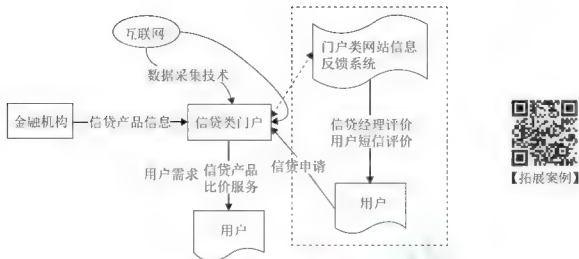 互联网
数据采集技术
门户类网站信息
反馈系统
金融机构
信贷产品信息
信贷类门户
信贷经理评价
用户短信评价
用户需求
信贷产品
比价服务
信贷申请
用户
用户
【拓展案例】